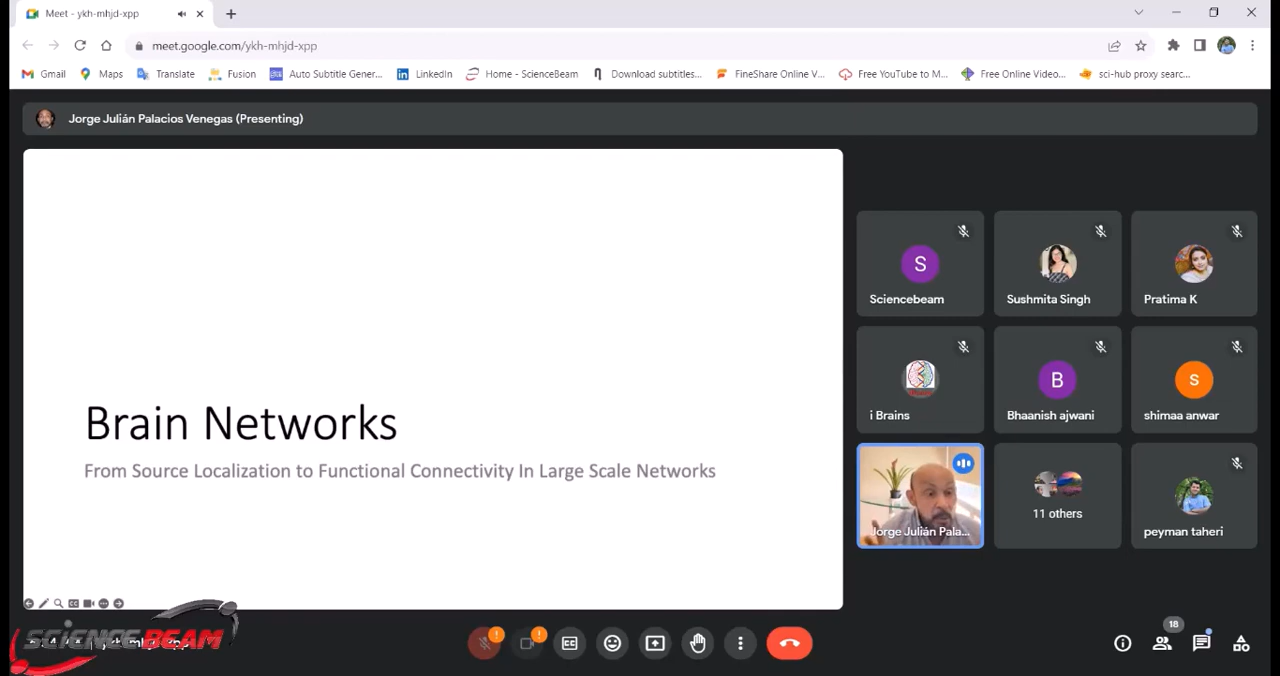 Meet - ykh-mhjd-xpp
meet.google.com/ykh-mhjd-xpp
Gmail
Maps
Translate
Fusion
Auto Subtitle Gener...
LinkedIn
Home - ScienceBeam
Download subtitles...
FineShare Online V...
Free YouTube to M...
Free Online Video...
sci-hub proxy searc...
Jorge Julián Palacios Venegas (Presenting)
Brain Networks
From Source Localization to Functional Connectivity In Large Scale Networks
S
Sciencebeam
Sushmita Singh
Pratima K
i Brains
B
Bhaanish ajwani
s
shimaa anwar
Jorge Julián Pala...
11 others
peyman taheri
SCIENCE BEAM
18